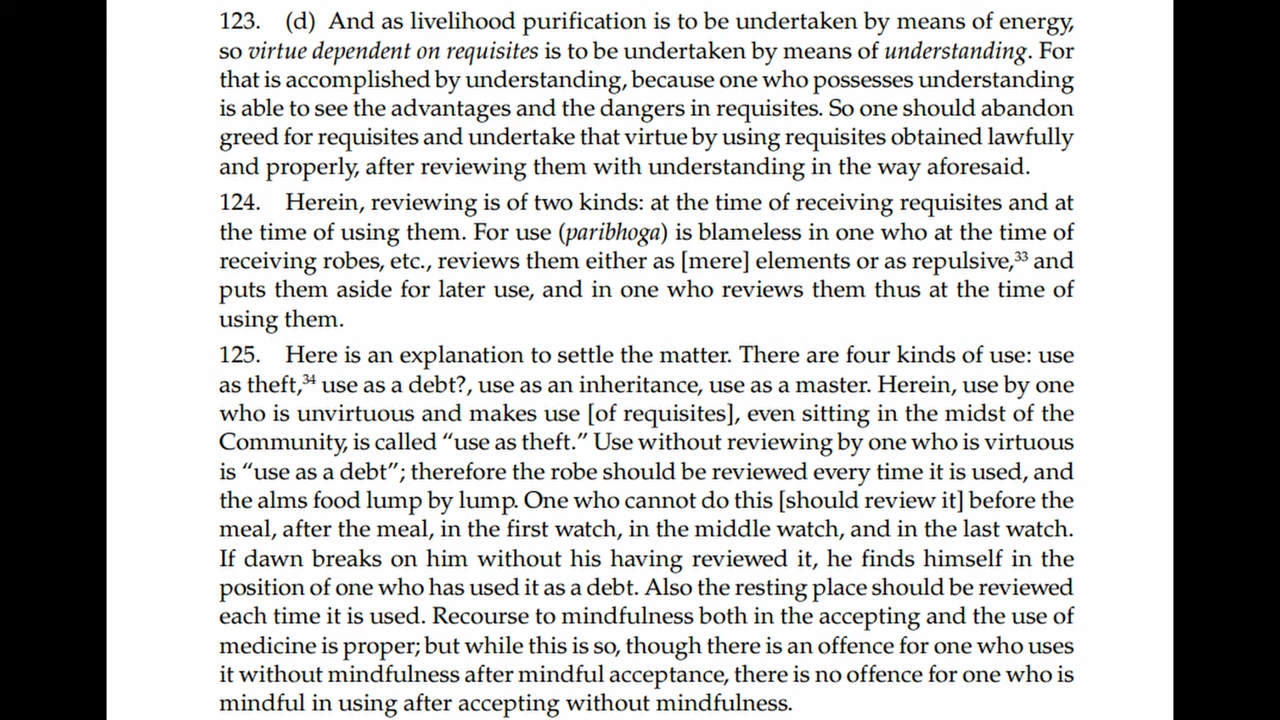 123. (d) And as livelihood purification is to be undertaken by means of energy,
so virtue dependent on requisites is to be undertaken by means of understanding. For
that is accomplished by understanding, because one who possesses understanding
is able to see the advantages and the dangers in requisites. So one should abandon
greed for requisites and undertake that virtue by using requisites obtained lawfully
and properly, after reviewing them with understanding in the way aforesaid.
124. Herein, reviewing is of two kinds: at the time of receiving requisites and at
the time of using them. For use (paribhoga) is blameless in one who at the time of
receiving robes, etc., reviews them either as [mere] elements or as repulsive,³³ and
puts them aside for later use, and in one who reviews them thus at the time of
using them.
125. Here is an explanation to settle the matter. There are four kinds of use: use
as theft,³⁴ use as a debt?, use as an inheritance, use as a master. Herein, use by one
who is unvirtuous and makes use [of requisites], even sitting in the midst of the
Community, is called “use as theft.” Use without reviewing by one who is virtuous
is “use as a debt”; therefore the robe should be reviewed every time it is used, and
the alms food lump by lump. One who cannot do this [should review it] before the
meal, after the meal, in the first watch, in the middle watch, and in the last watch.
If dawn breaks on him without his having reviewed it, he finds himself in the
position of one who has used it as a debt. Also the resting place should be reviewed
each time it is used. Recourse to mindfulness both in the accepting and the use of
medicine is proper; but while this is so, though there is an offence for one who uses
it without mindfulness after mindful acceptance, there is no offence for one who is
mindful in using after accepting without mindfulness.